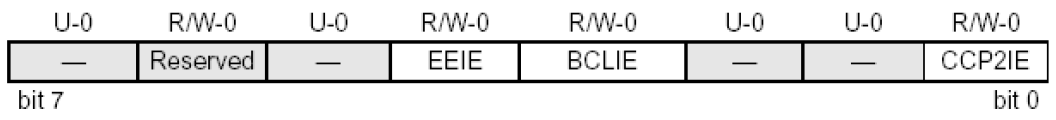 U-0 R/W-0 U-0 R/W-0 R/W-0 U-0 U-0 R/W-0
— Reserved — EEIE BCLIE — — CCP2IE
bit 7 bit 0